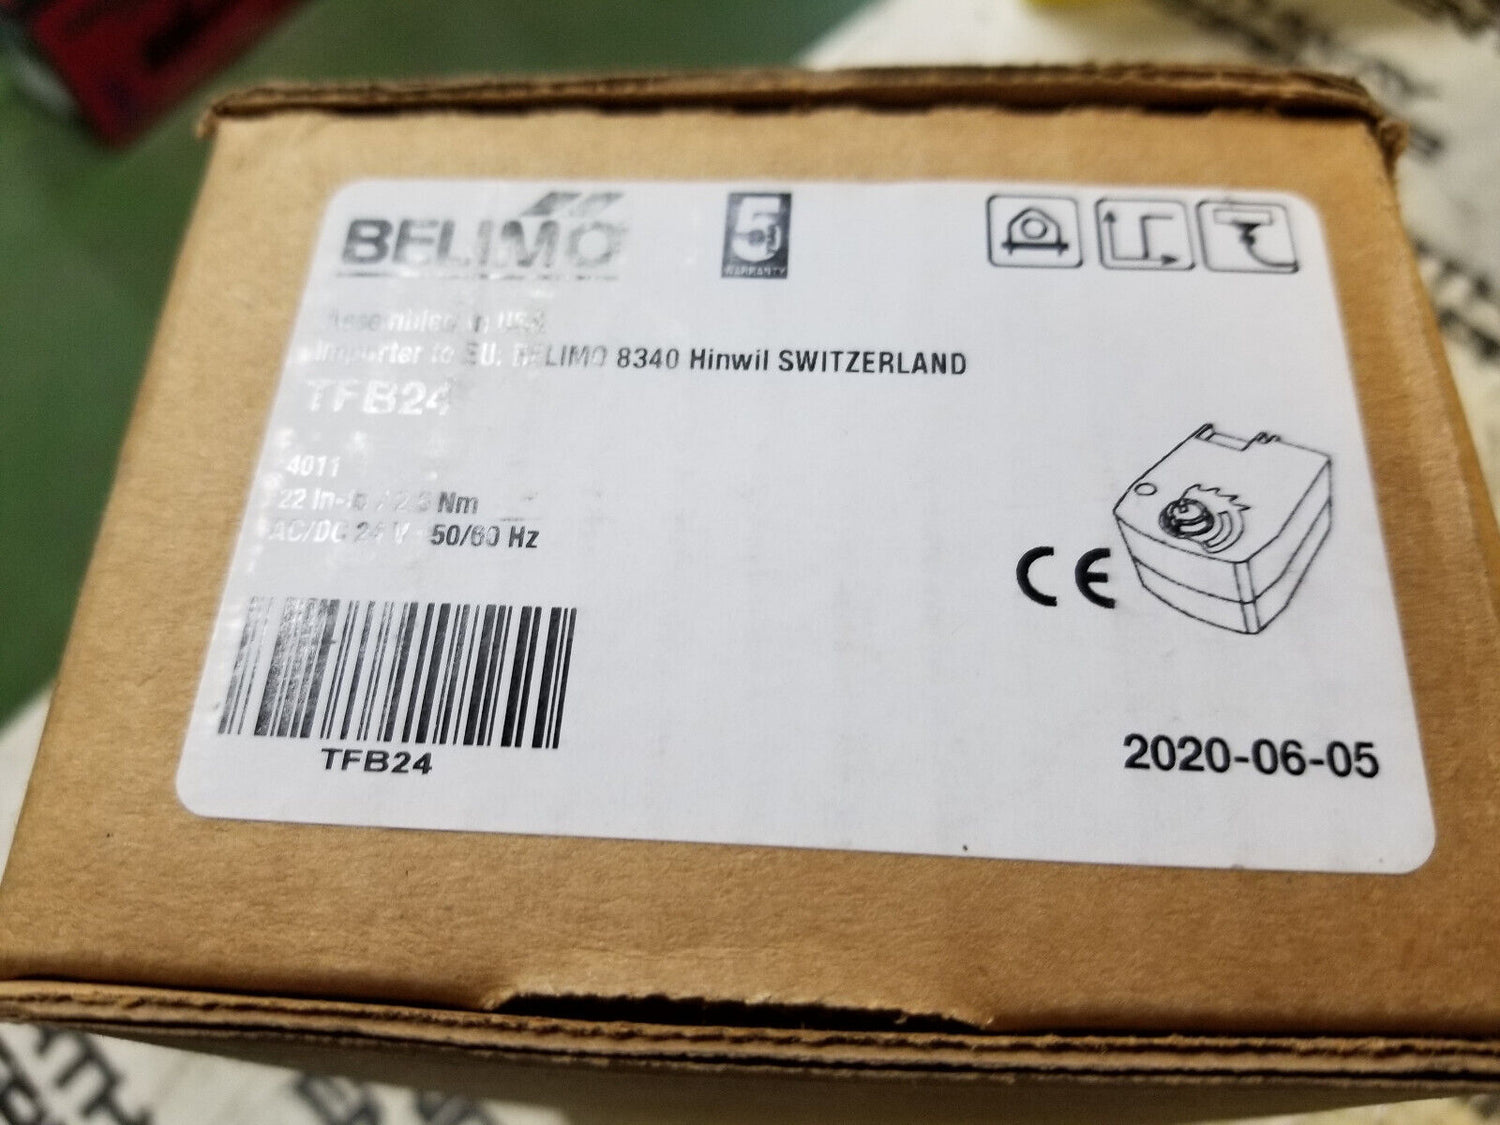 BELIMO
5
WARRANTY
Assembled in USA
Importer to EU: BELIMO 8340 Hinwil SWITZERLAND
TFB24
4011
22 In-lb / 2.5 Nm
AC/DC 24 V 50/60 Hz
CE
TFB24
2020-06-05